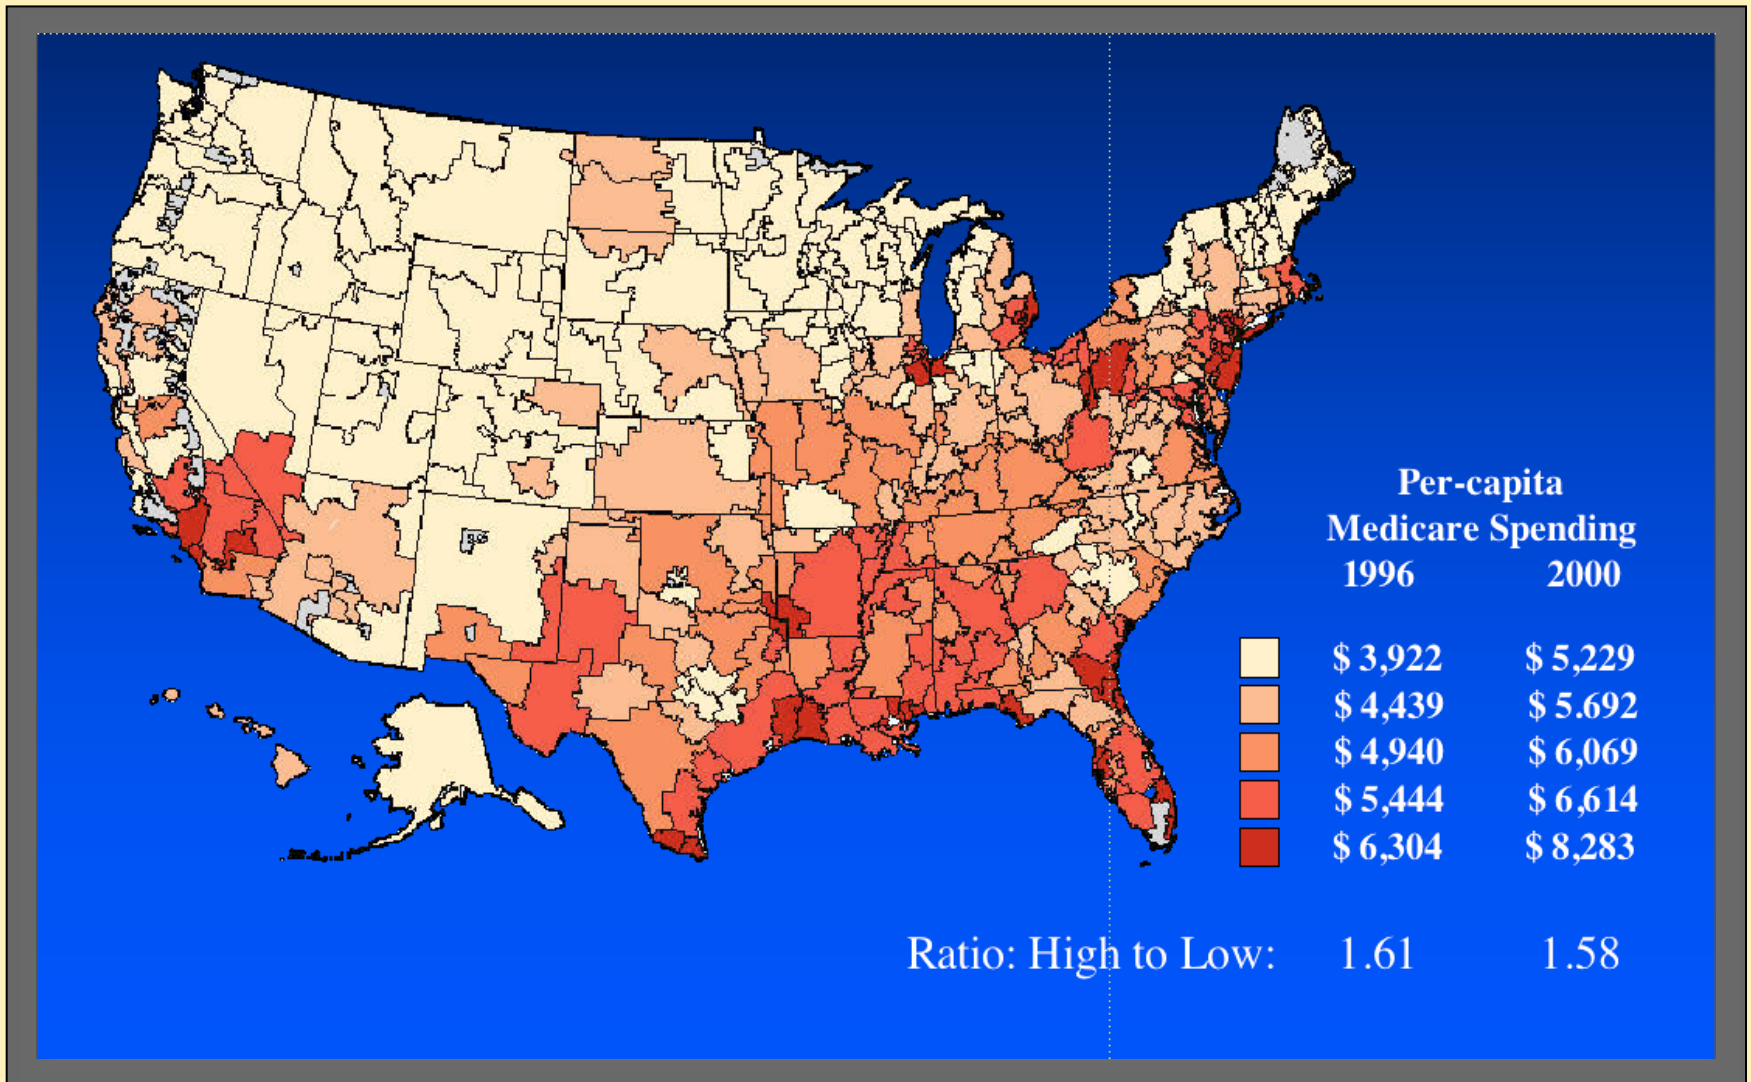 Per-capita
Medicare Spending
1996 2000
$ 3,922 $ 5,229
$ 4,439 $ 5.692
$ 4,940 $ 6,069
$ 5,444 $ 6,614
$ 6,304 $ 8,283
Ratio: High to Low: 1.61 1.58